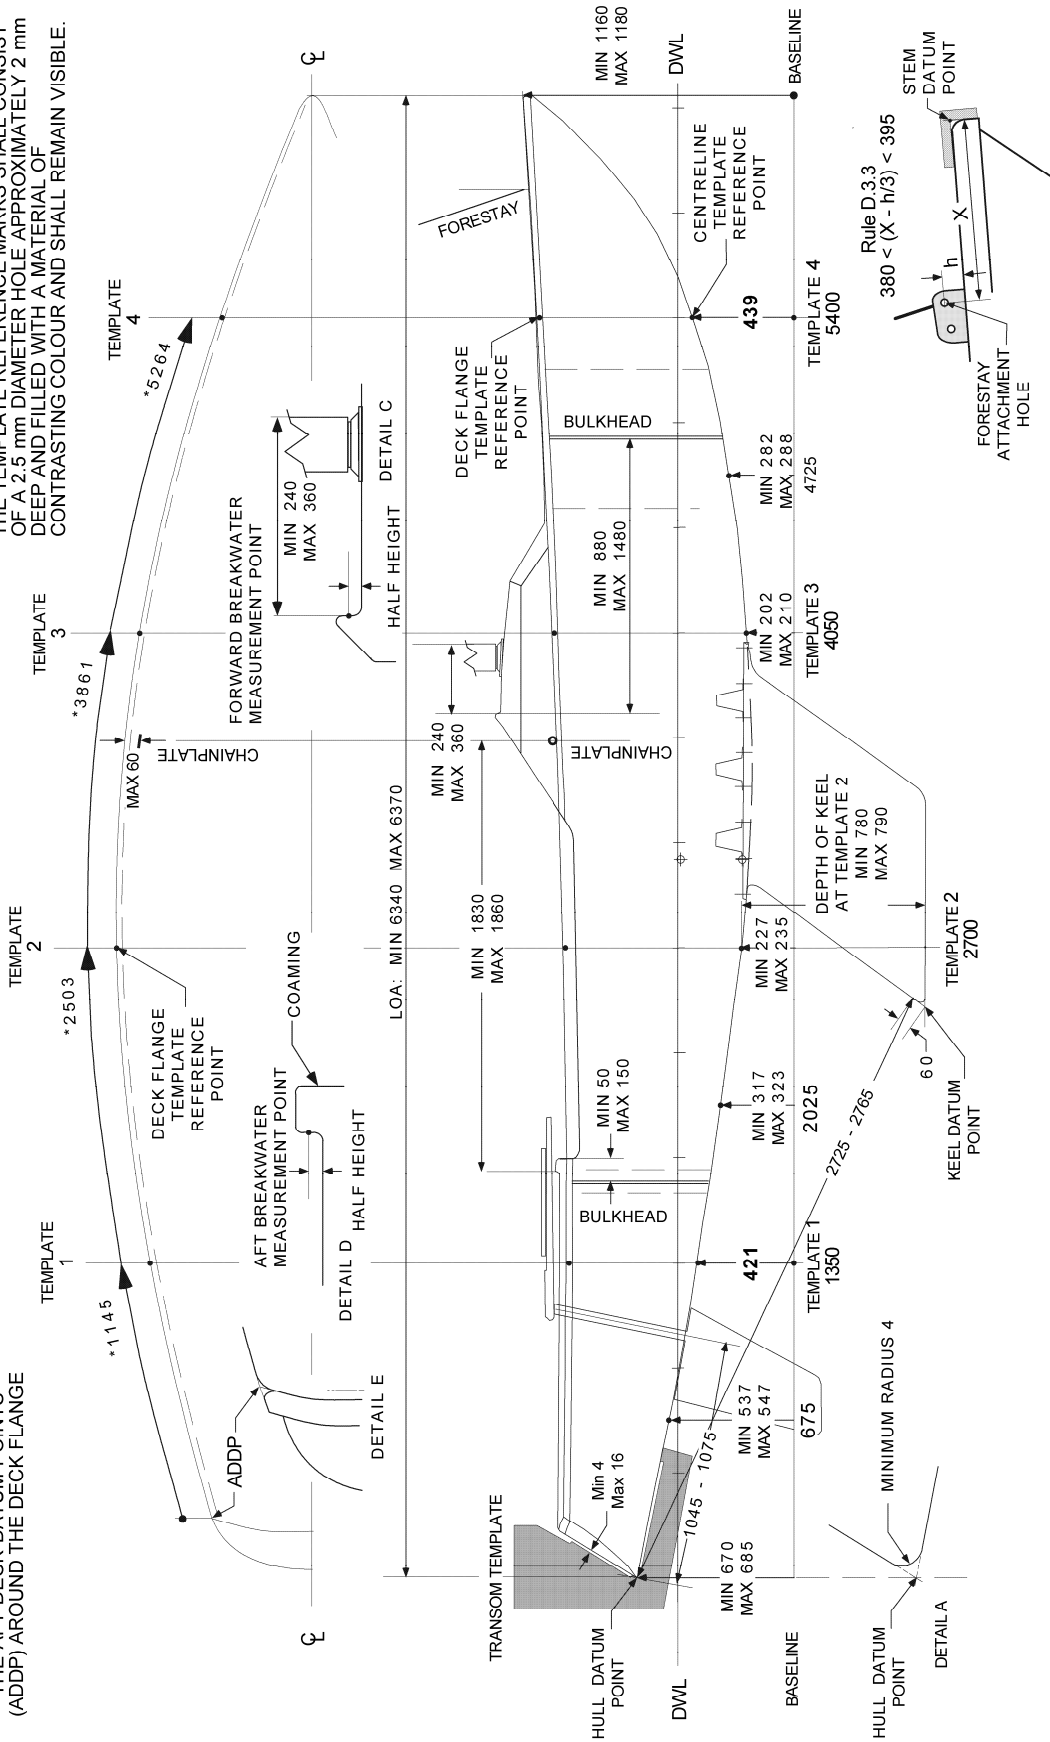 THE TEMPLATE REFERENCE MARKS SHALL CONSIST
OF A 2.5 mm DIAMETER HOLE APPROXIMATELY 2 mm
DEEP AND FILLED WITH A MATERIAL OF
CONTRASTING COLOUR AND SHALL REMAIN VISIBLE.
(ADDP) AROUND THE DECK FLANGE
TEMPLATE
1
TEMPLATE
2
TEMPLATE
3
TEMPLATE
4
*1145
*2503
*3861
*5264
ADDP
DECK FLANGE
TEMPLATE
REFERENCE
POINT
MAX 60
CHAINPLATE
℄
℄
DETAIL E
AFT BREAKWATER
MEASUREMENT POINT
COAMING
HALF HEIGHT
DETAIL D
FORWARD BREAKWATER
MEASUREMENT POINT
MIN 240
MAX 360
HALF HEIGHT
DETAIL C
LOA: MIN 6340 MAX 6370
MIN 240
MAX 360
MIN 1830
MAX 1860
DECK FLANGE
TEMPLATE
REFERENCE
POINT
FORESTAY
MIN 1160
MAX 1180
TRANSOM TEMPLATE
Min 4
Max 16
BULKHEAD
MIN 50
MAX 150
CHAINPLATE
MIN 880
MAX 1480
BULKHEAD
HULL DATUM
POINT
DWL
DWL
1045 - 1075
CENTRELINE
TEMPLATE
REFERENCE
POINT
MIN 670
MAX 685
MIN 537
MAX 547
421
MIN 317
MAX 323
MIN 227
MAX 235
MIN 202
MAX 210
MIN 282
MAX 288
439
BASELINE
BASELINE
675
TEMPLATE 1
1350
2025
TEMPLATE 2
2700
TEMPLATE 3
4050
4725
TEMPLATE 4
5400
2725 - 2765
DEPTH OF KEEL
AT TEMPLATE 2
MIN 780
MAX 790
60
KEEL DATUM
POINT
HULL DATUM
POINT
MINIMUM RADIUS 4
DETAIL A
Rule D.3.3
380 < (X - h/3) < 395
STEM
DATUM
POINT
h
X
FORESTAY
ATTACHMENT
HOLE